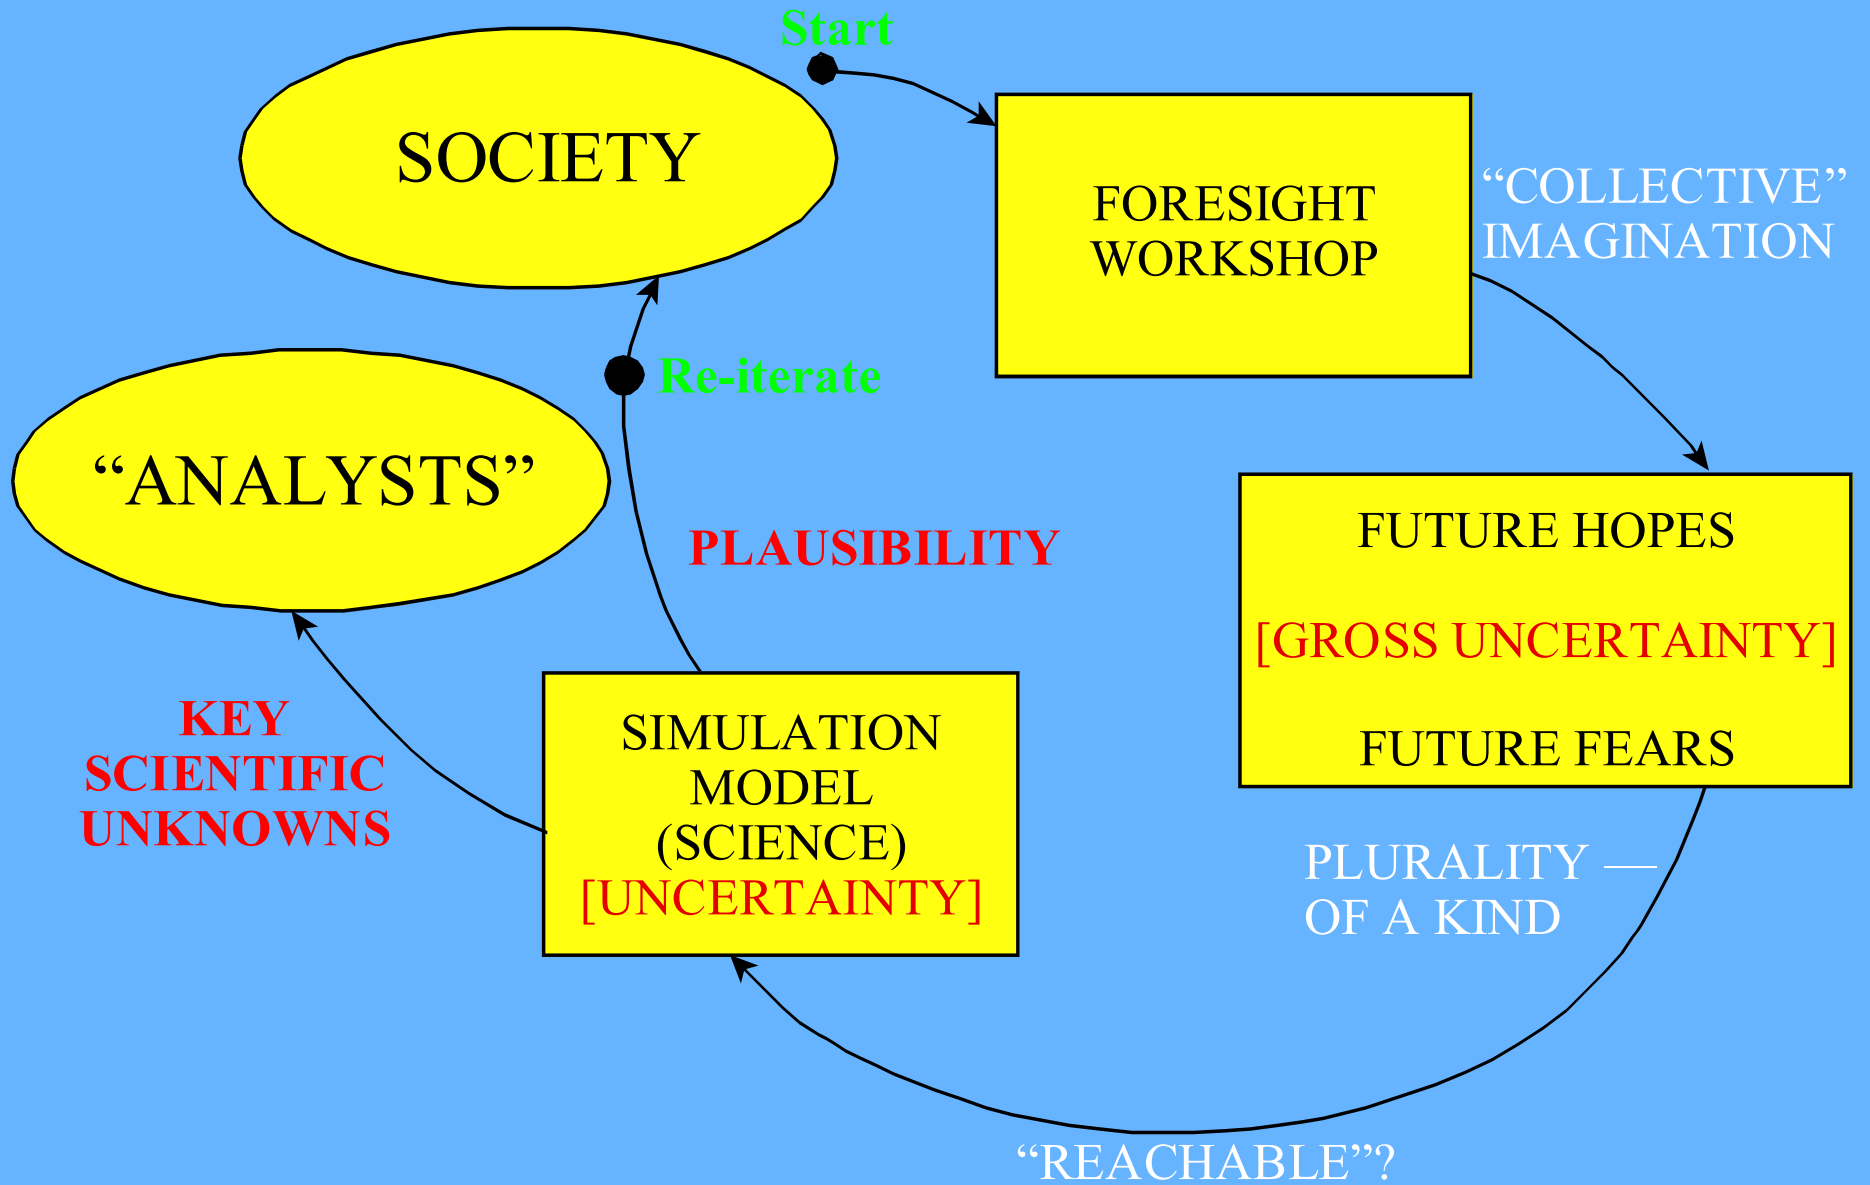 Start
SOCIETY
FORESIGHT
WORKSHOP
“COLLECTIVE”
IMAGINATION
Re-iterate
“ANALYSTS”
PLAUSIBILITY
FUTURE HOPES
[GROSS UNCERTAINTY]
FUTURE FEARS
KEY
SCIENTIFIC
UNKNOWNS
SIMULATION
MODEL
(SCIENCE)
[UNCERTAINTY]
PLURALITY —
OF A KIND
“REACHABLE”?